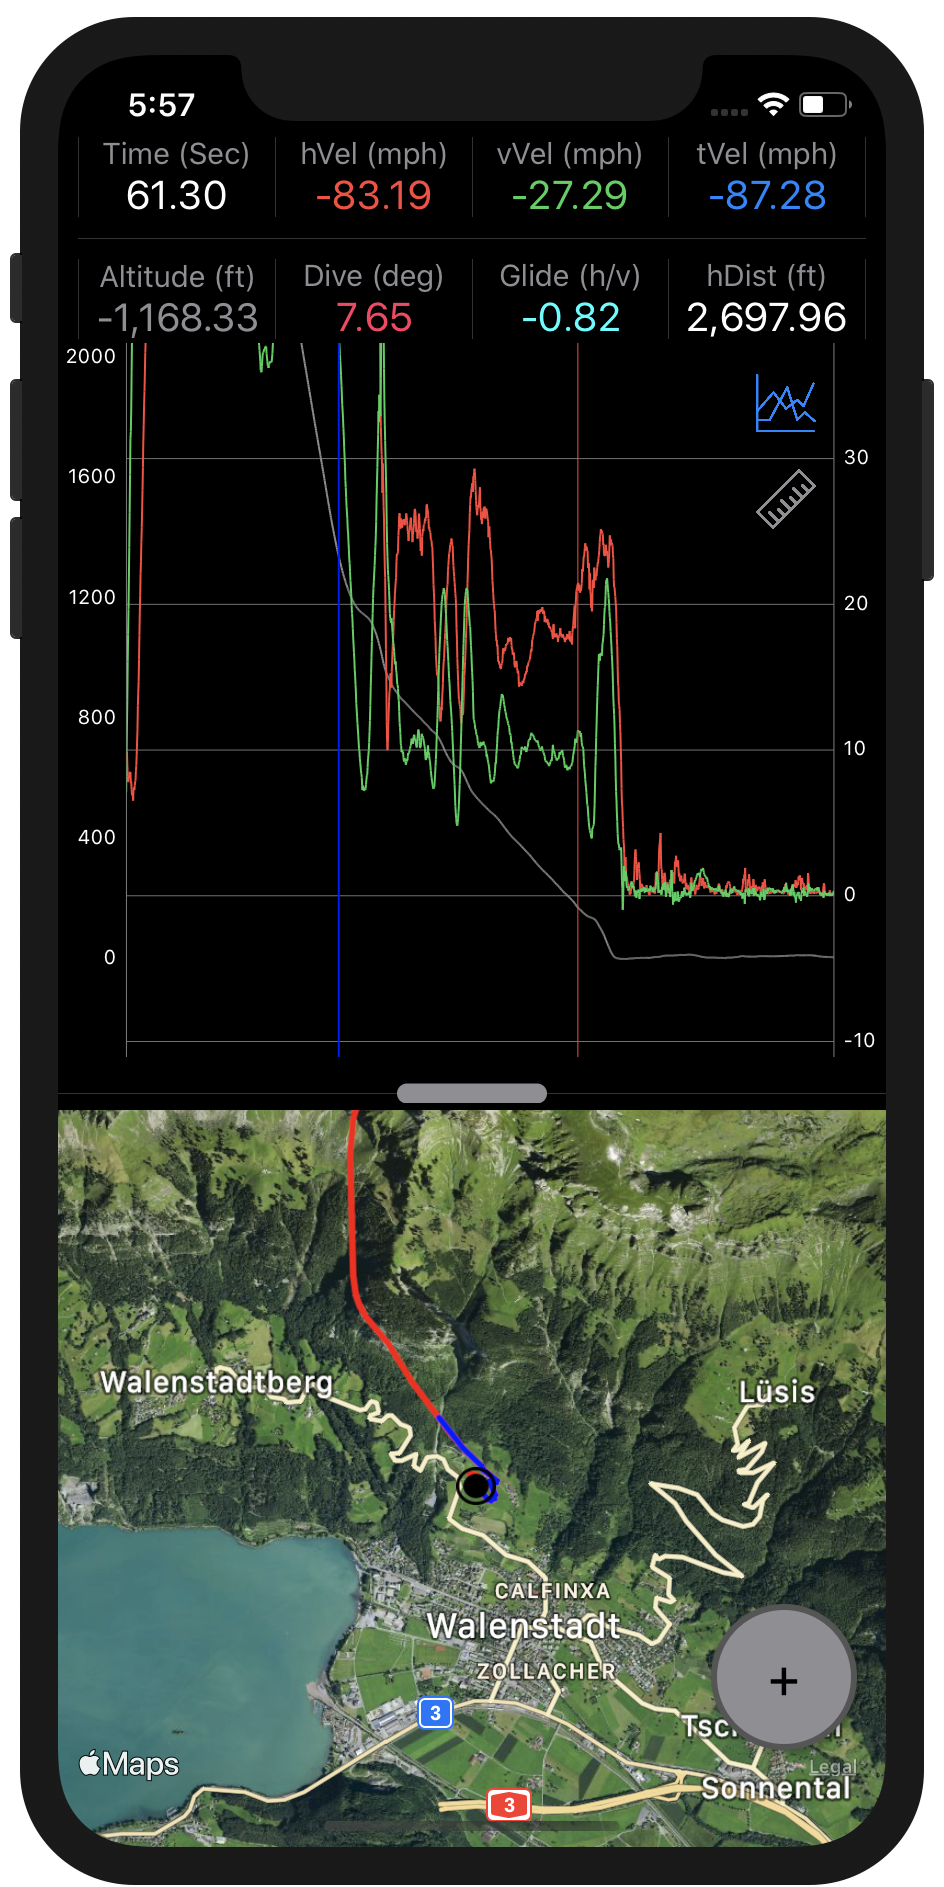 5:57
Time (Sec) hVel (mph) vVel (mph) tVel (mph)
61.30 -83.19 -27.29 -87.28
Altitude (ft) Dive (deg) Glide (h/v) hDist (ft)
-1,168.33 7.65 -0.82 2,697.96
2000
30
1600
1200 20
800
10
400
0
0
-10
Walenstadtberg
Lüsis
CALFINXA
Walenstadt
ZOLLACHER
+
3
Maps
Legal
Sonnental
3